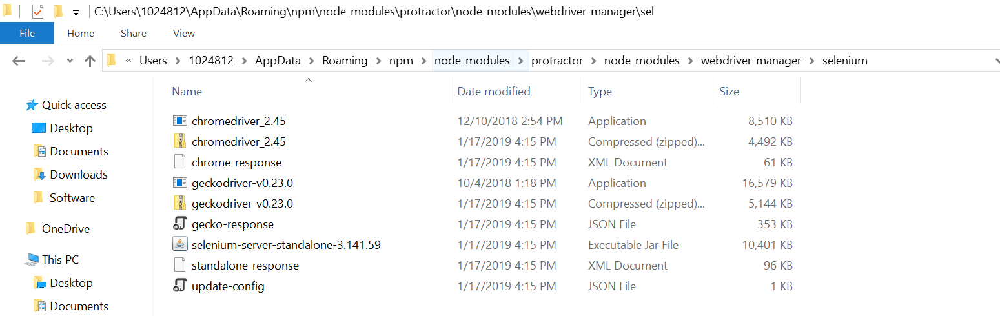 C:\Users\1024812\AppData\Roaming\npm\node_modules\protractor\node_modules\webdriver-manager\sel
File Home Share View
« Users > 1024812 > AppData > Roaming > npm > node_modules > protractor > node_modules > webdriver-manager > selenium
Name Date modified Type Size
Quick access
Desktop
Documents
Downloads
Software
OneDrive
This PC
Desktop
Documents
chromedriver_2.45 12/10/2018 2:54 PM Application 8,510 KB
chromedriver_2.45 1/17/2019 4:15 PM Compressed (zipped)... 4,492 KB
chrome-response 1/17/2019 4:15 PM XML Document 61 KB
geckodriver-v0.23.0 10/4/2018 1:18 PM Application 16,579 KB
geckodriver-v0.23.0 1/17/2019 4:15 PM Compressed (zipped)... 5,144 KB
gecko-response 1/17/2019 4:15 PM JSON File 353 KB
selenium-server-standalone-3.141.59 1/17/2019 4:15 PM Executable Jar File 10,401 KB
standalone-response 1/17/2019 4:15 PM XML Document 96 KB
update-config 1/17/2019 4:15 PM JSON File 1 KB